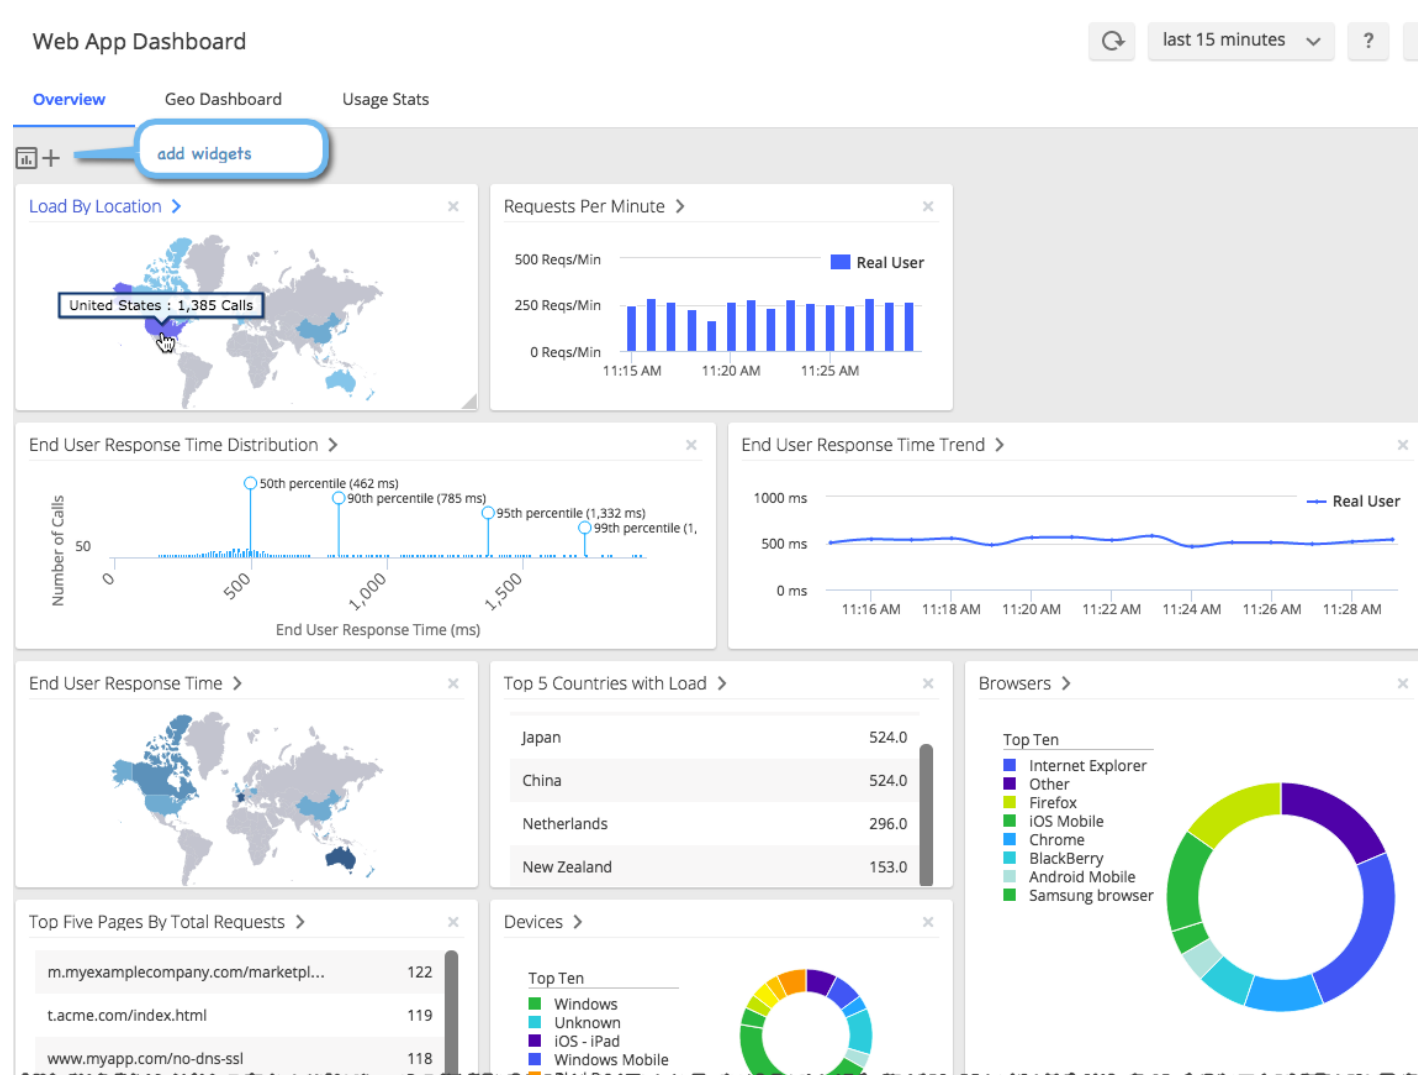 Web App Dashboard
last 15 minutes
?
Overview
Geo Dashboard
Usage Stats
add widgets
Load By Location
United States : 1,385 Calls
Requests Per Minute
500 Reqs/Min
250 Reqs/Min
0 Reqs/Min
Real User
11:15 AM 11:20 AM 11:25 AM
End User Response Time Distribution
Number of Calls
50
50th percentile (462 ms)
90th percentile (785 ms)
95th percentile (1,332 ms)
99th percentile (1,
0 500 1,000 1,500
End User Response Time (ms)
End User Response Time Trend
1000 ms
500 ms
0 ms
Real User
11:16 AM 11:18 AM 11:20 AM 11:22 AM 11:24 AM 11:26 AM 11:28 AM
End User Response Time
Top 5 Countries with Load
Japan 524.0
China 524.0
Netherlands 296.0
New Zealand 153.0
Browsers
Top Ten
Internet Explorer
Other
Firefox
iOS Mobile
Chrome
BlackBerry
Android Mobile
Samsung browser
Top Five Pages By Total Requests
m.myexamplecompany.com/marketpl... 122
t.acme.com/index.html 119
www.myapp.com/no-dns-ssl 118
Devices
Top Ten
Windows
Unknown
iOS - iPad
Windows Mobile